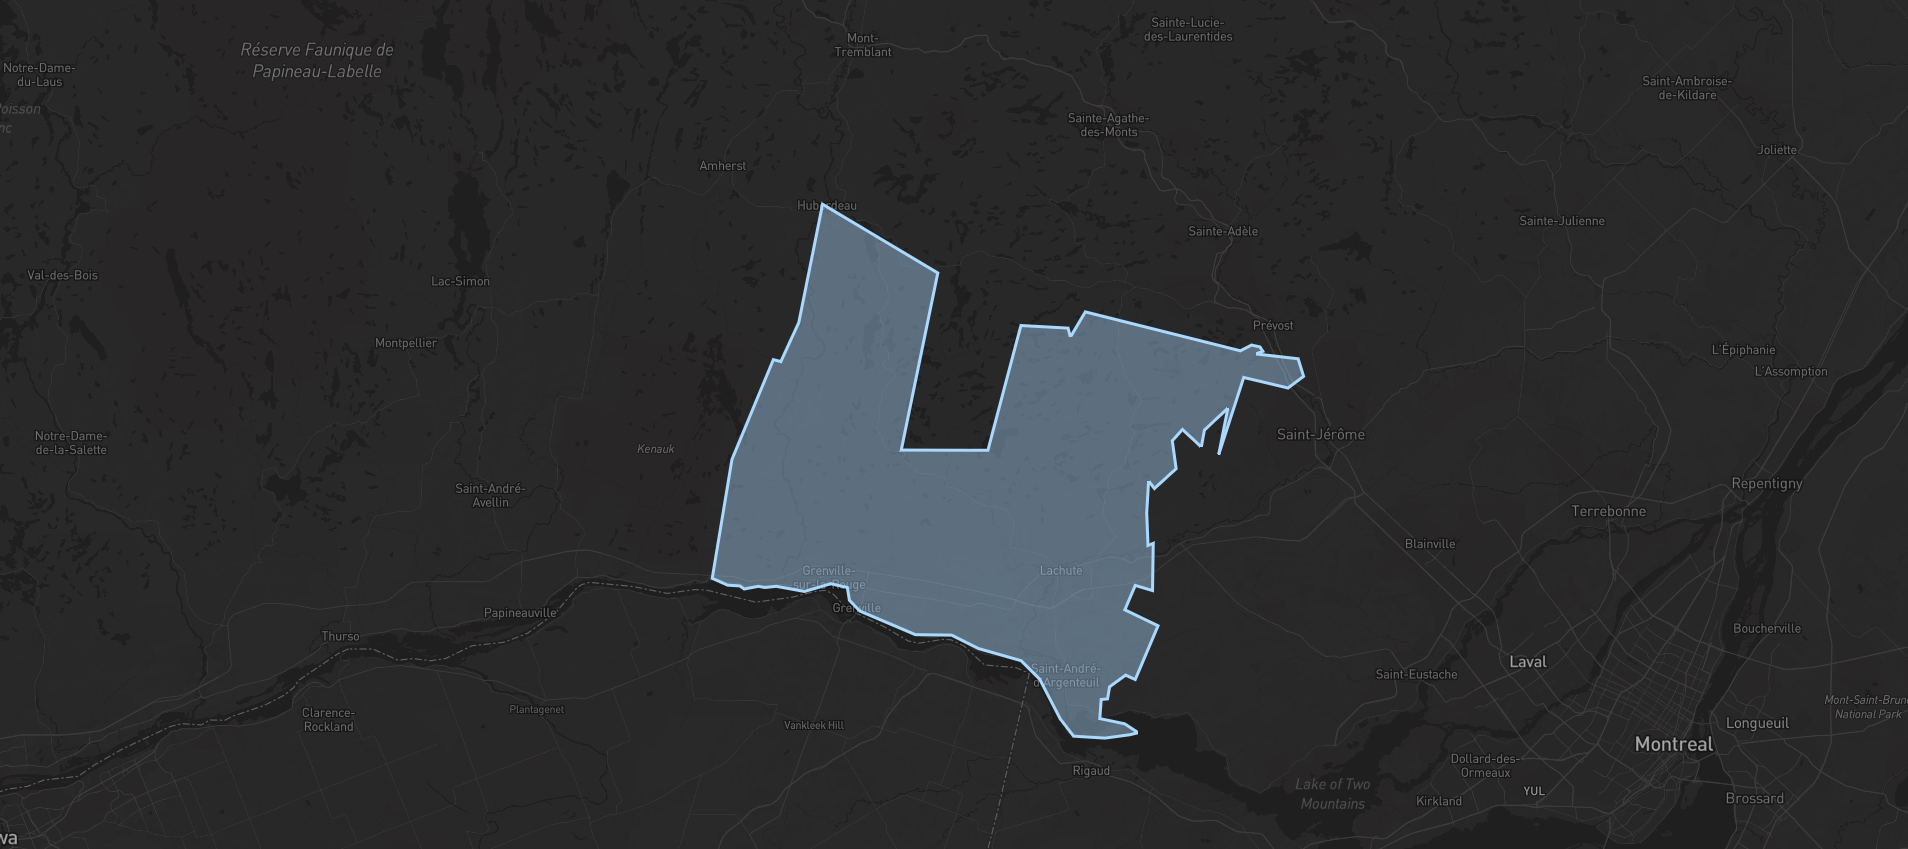 Sainte-Lucie-
des-Laurentides
Mont-
Tremblant
Réserve Faunique de
Papineau-Labelle
Notre-Dame-
du-Laus
Saint-Ambroise-
de-Kildare
Sainte-Agathe-
des-Monts
Joliette
Amherst
Huberdeau
Sainte-Julienne
Sainte-Adèle
Val-des-Bois
Lac-Simon
Prévost
Montpellier
L'Épiphanie
L'Assomption
Notre-Dame-
de-la-Salette
Kenauk
Saint-Jérôme
Saint-André-
Avellin
Repentigny
Terrebonne
Blainville
Grenville-
sur-la-Rouge
Lachute
Grenville
Papineauville
Thurso
Boucherville
Laval
Saint-Eustache
Saint-André-
d'Argenteuil
Plantagenet
Clarence-
Rockland
Vankleek Hill
Mont-Saint-Brun
National Park
Longueuil
Montreal
Dollard-des-
Ormeaux
Rigaud
Lake of Two
Mountains
YUL
Kirkland
Brossard
wa